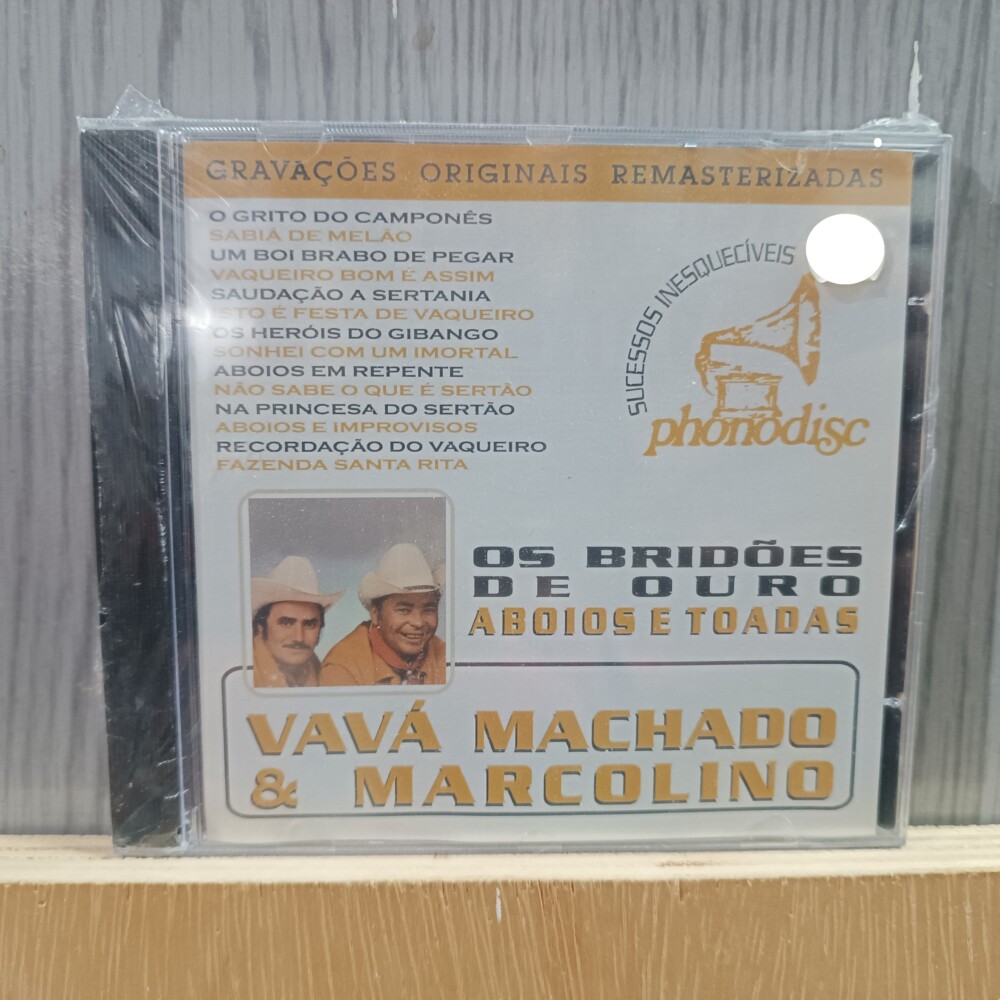 GRAVAÇÕES ORIGINAIS REMASTERIZADAS
O GRITO DO CAMPONÊS
SABIÁ DE MELÃO
UM BOI BRABO DE PEGAR
VAQUEIRO BOM É ASSIM
SAUDAÇÃO A SERTANIA
ISTO É FESTA DE VAQUEIRO
OS HERÓIS DO GIBANGO
SONHEI COM UM IMORTAL
ABOIOS EM REPENTE
NÃO SABE O QUE É SERTÃO
NA PRINCESA DO SERTÃO
ABOIOS E IMPROVISOS
RECORDAÇÃO DO VAQUEIRO
FAZENDA SANTA RITA
SUCESSOS INESQUECÍVEIS
phonodisc
OS BRIDÕES
DE OURO
ABOIOS E TOADAS
VAVÁ MACHADO
& MARCOLINO